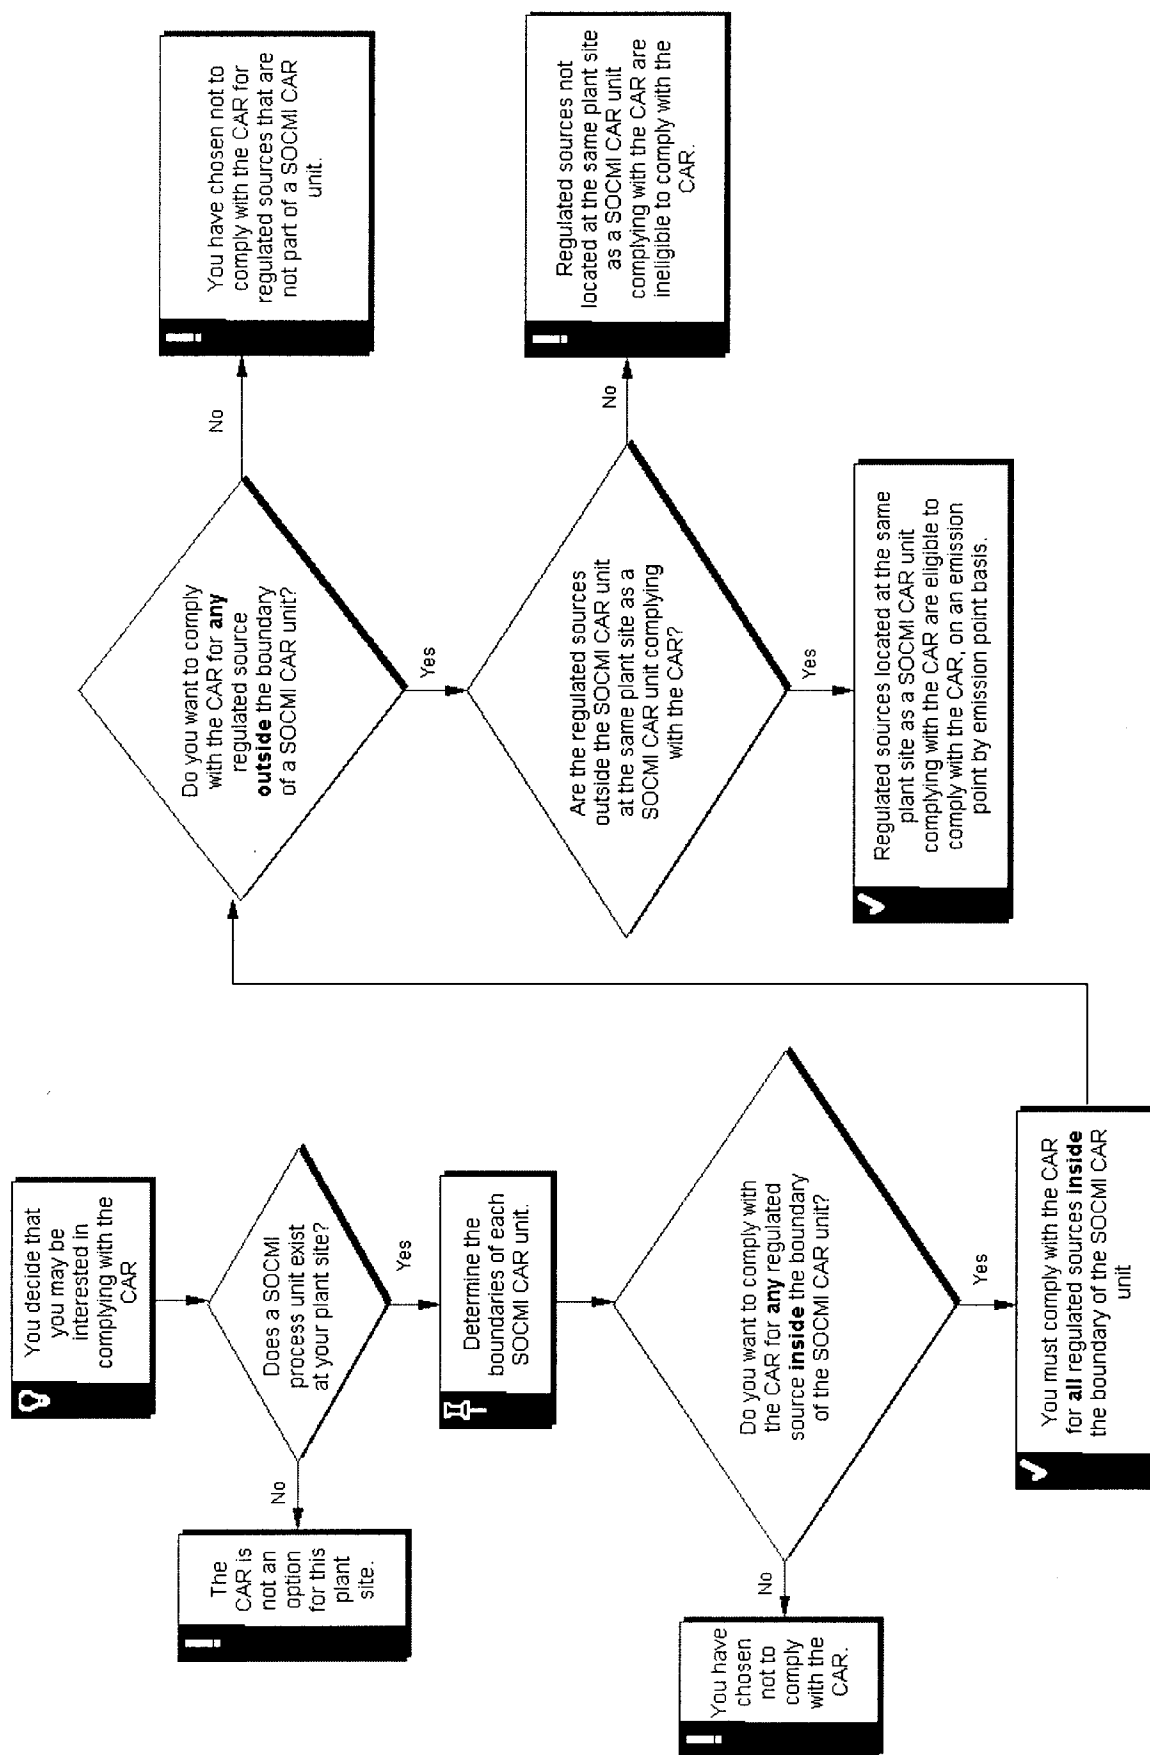 You decide that
you may be
interested in
complying with the
CAR
Does a SOCMI
process unit exist
at your plant site?
No
The
CAR is
not an
option
for this
plant
site.
Yes
Determine the
boundaries of each
SOCMI CAR unit.
Do you want to comply with
the CAR for any regulated
source inside the boundary
of the SOCMI CAR unit?
No
You have
chosen
not to
comply
with the
CAR.
Yes
You must comply with the CAR
for all regulated sources inside
the boundary of the SOCMI CAR
unit
Do you want to comply
with the CAR for any
regulated source
outside the boundary
of a SOCMI CAR unit?
No
You have chosen not to
comply with the CAR for
regulated sources that are
not part of a SOCMI CAR
unit.
Yes
Are the regulated sources
outside the SOCMI CAR unit
at the same plant site as a
SOCMI CAR unit complying
with the CAR?
No
Regulated sources not
located at the same plant site
as a SOCMI CAR unit
complying with the CAR are
ineligible to comply with the
CAR.
Yes
Regulated sources located at the same
plant site as a SOCMI CAR unit
complying with the CAR are eligible to
comply with the CAR, on an emission
point by emission point basis.